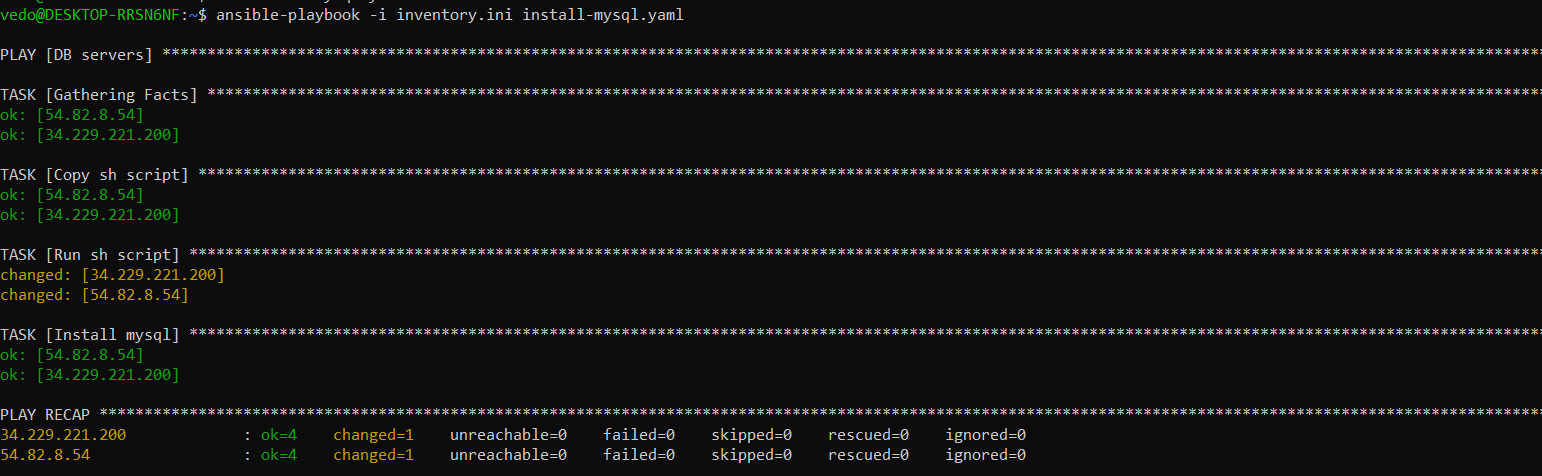 vedo@DESKTOP-RRSN6NF:~$ ansible-playbook -i inventory.ini install-mysql.yaml
PLAY [DB servers] ****************************************************************************************************************************************************
TASK [Gathering Facts] ***********************************************************************************************************************************************
ok: [54.82.8.54]
ok: [34.229.221.200]
TASK [Copy sh script] ************************************************************************************************************************************************
ok: [54.82.8.54]
ok: [34.229.221.200]
TASK [Run sh script] *************************************************************************************************************************************************
changed: [34.229.221.200]
changed: [54.82.8.54]
TASK [Install mysql] *************************************************************************************************************************************************
ok: [54.82.8.54]
ok: [34.229.221.200]
PLAY RECAP ***********************************************************************************************************************************************************
34.229.221.200             : ok=4    changed=1    unreachable=0    failed=0    skipped=0    rescued=0    ignored=0
54.82.8.54                 : ok=4    changed=1    unreachable=0    failed=0    skipped=0    rescued=0    ignored=0